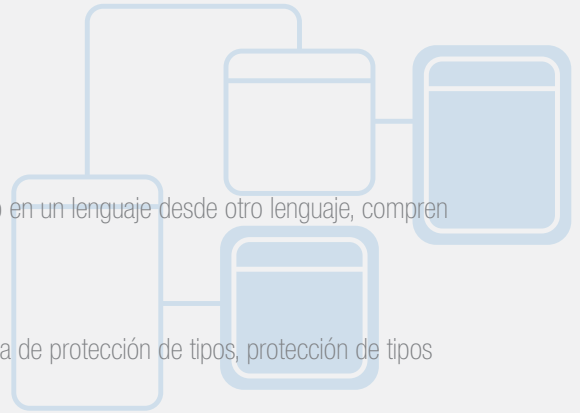 en un lenguaje desde otro lenguaje, compren
a de protección de tipos, protección de tipos